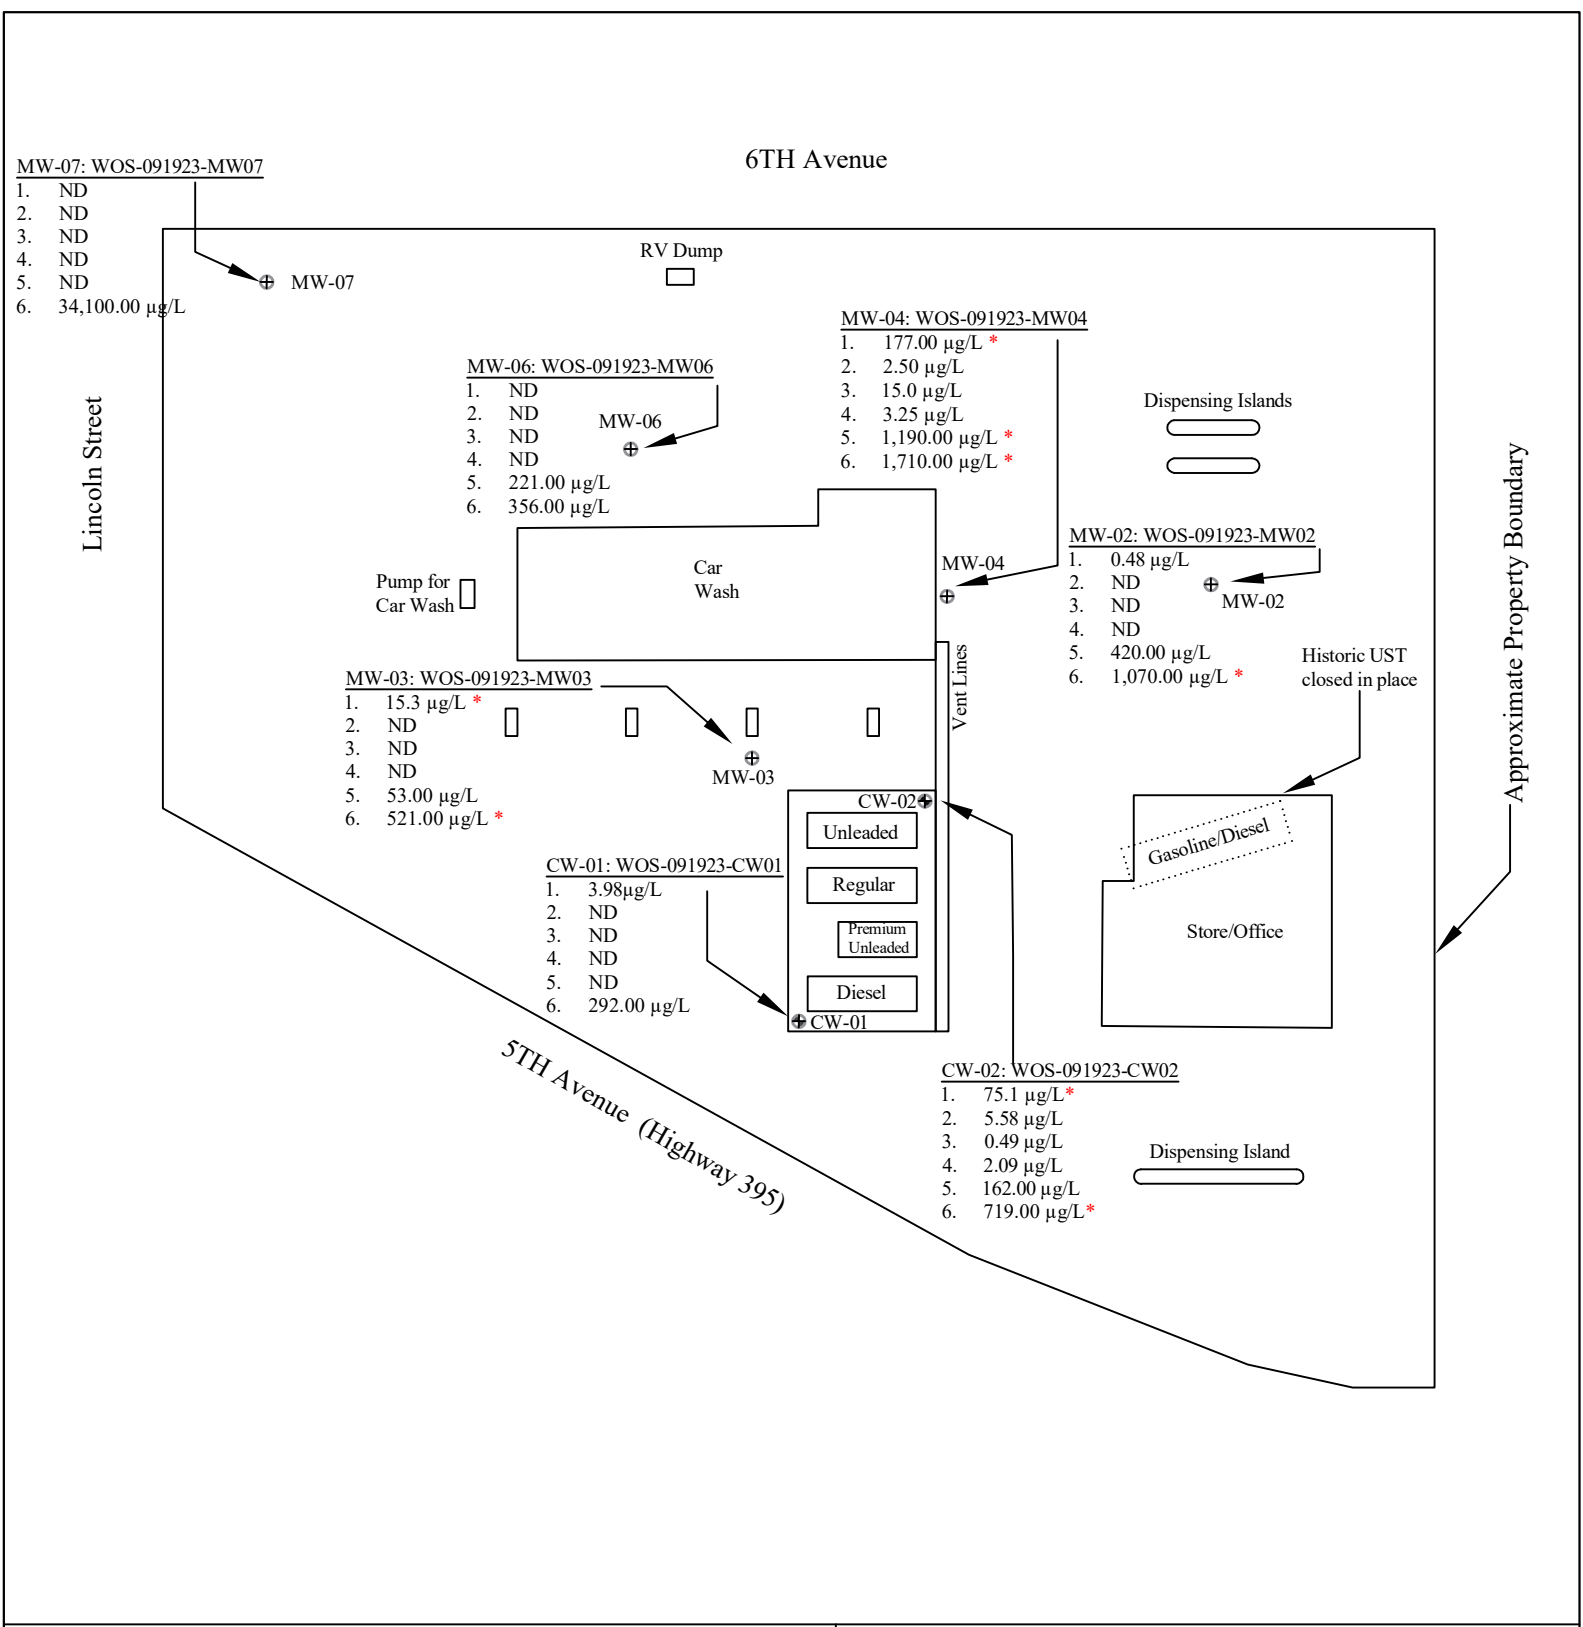 6TH Avenue
MW-07: WOS-091923-MW07
1. ND
2. ND
3. ND
4. ND
5. ND
6. 34,100.00 µg/L
MW-07
RV Dump
MW-04: WOS-091923-MW04
1. 177.00 µg/L *
2. 2.50 µg/L
3. 15.0 µg/L
4. 3.25 µg/L
5. 1,190.00 µg/L *
6. 1,710.00 µg/L *
MW-06: WOS-091923-MW06
1. ND
2. ND
3. ND
4. ND
5. 221.00 µg/L
6. 356.00 µg/L
MW-06
Dispensing Islands
Lincoln Street
Approximate Property Boundary
MW-02: WOS-091923-MW02
1. 0.48 µg/L
2. ND
3. ND
4. ND
5. 420.00 µg/L
6. 1,070.00 µg/L *
MW-02
MW-04
Car
Wash
Pump for
Car Wash
Vent Lines
Historic UST
closed in place
MW-03: WOS-091923-MW03
1. 15.3 µg/L *
2. ND
3. ND
4. ND
5. 53.00 µg/L
6. 521.00 µg/L *
MW-03
CW-02
Unleaded
Regular
Premium
Unleaded
Diesel
CW-01
Gasoline/Diesel
Store/Office
CW-01: WOS-091923-CW01
1. 3.98µg/L
2. ND
3. ND
4. ND
5. ND
6. 292.00 µg/L
5TH Avenue (Highway 395)
CW-02: WOS-091923-CW02
1. 75.1 µg/L*
2. 5.58 µg/L
3. 0.49 µg/L
4. 2.09 µg/L
5. 162.00 µg/L
6. 719.00 µg/L*
Dispensing Island